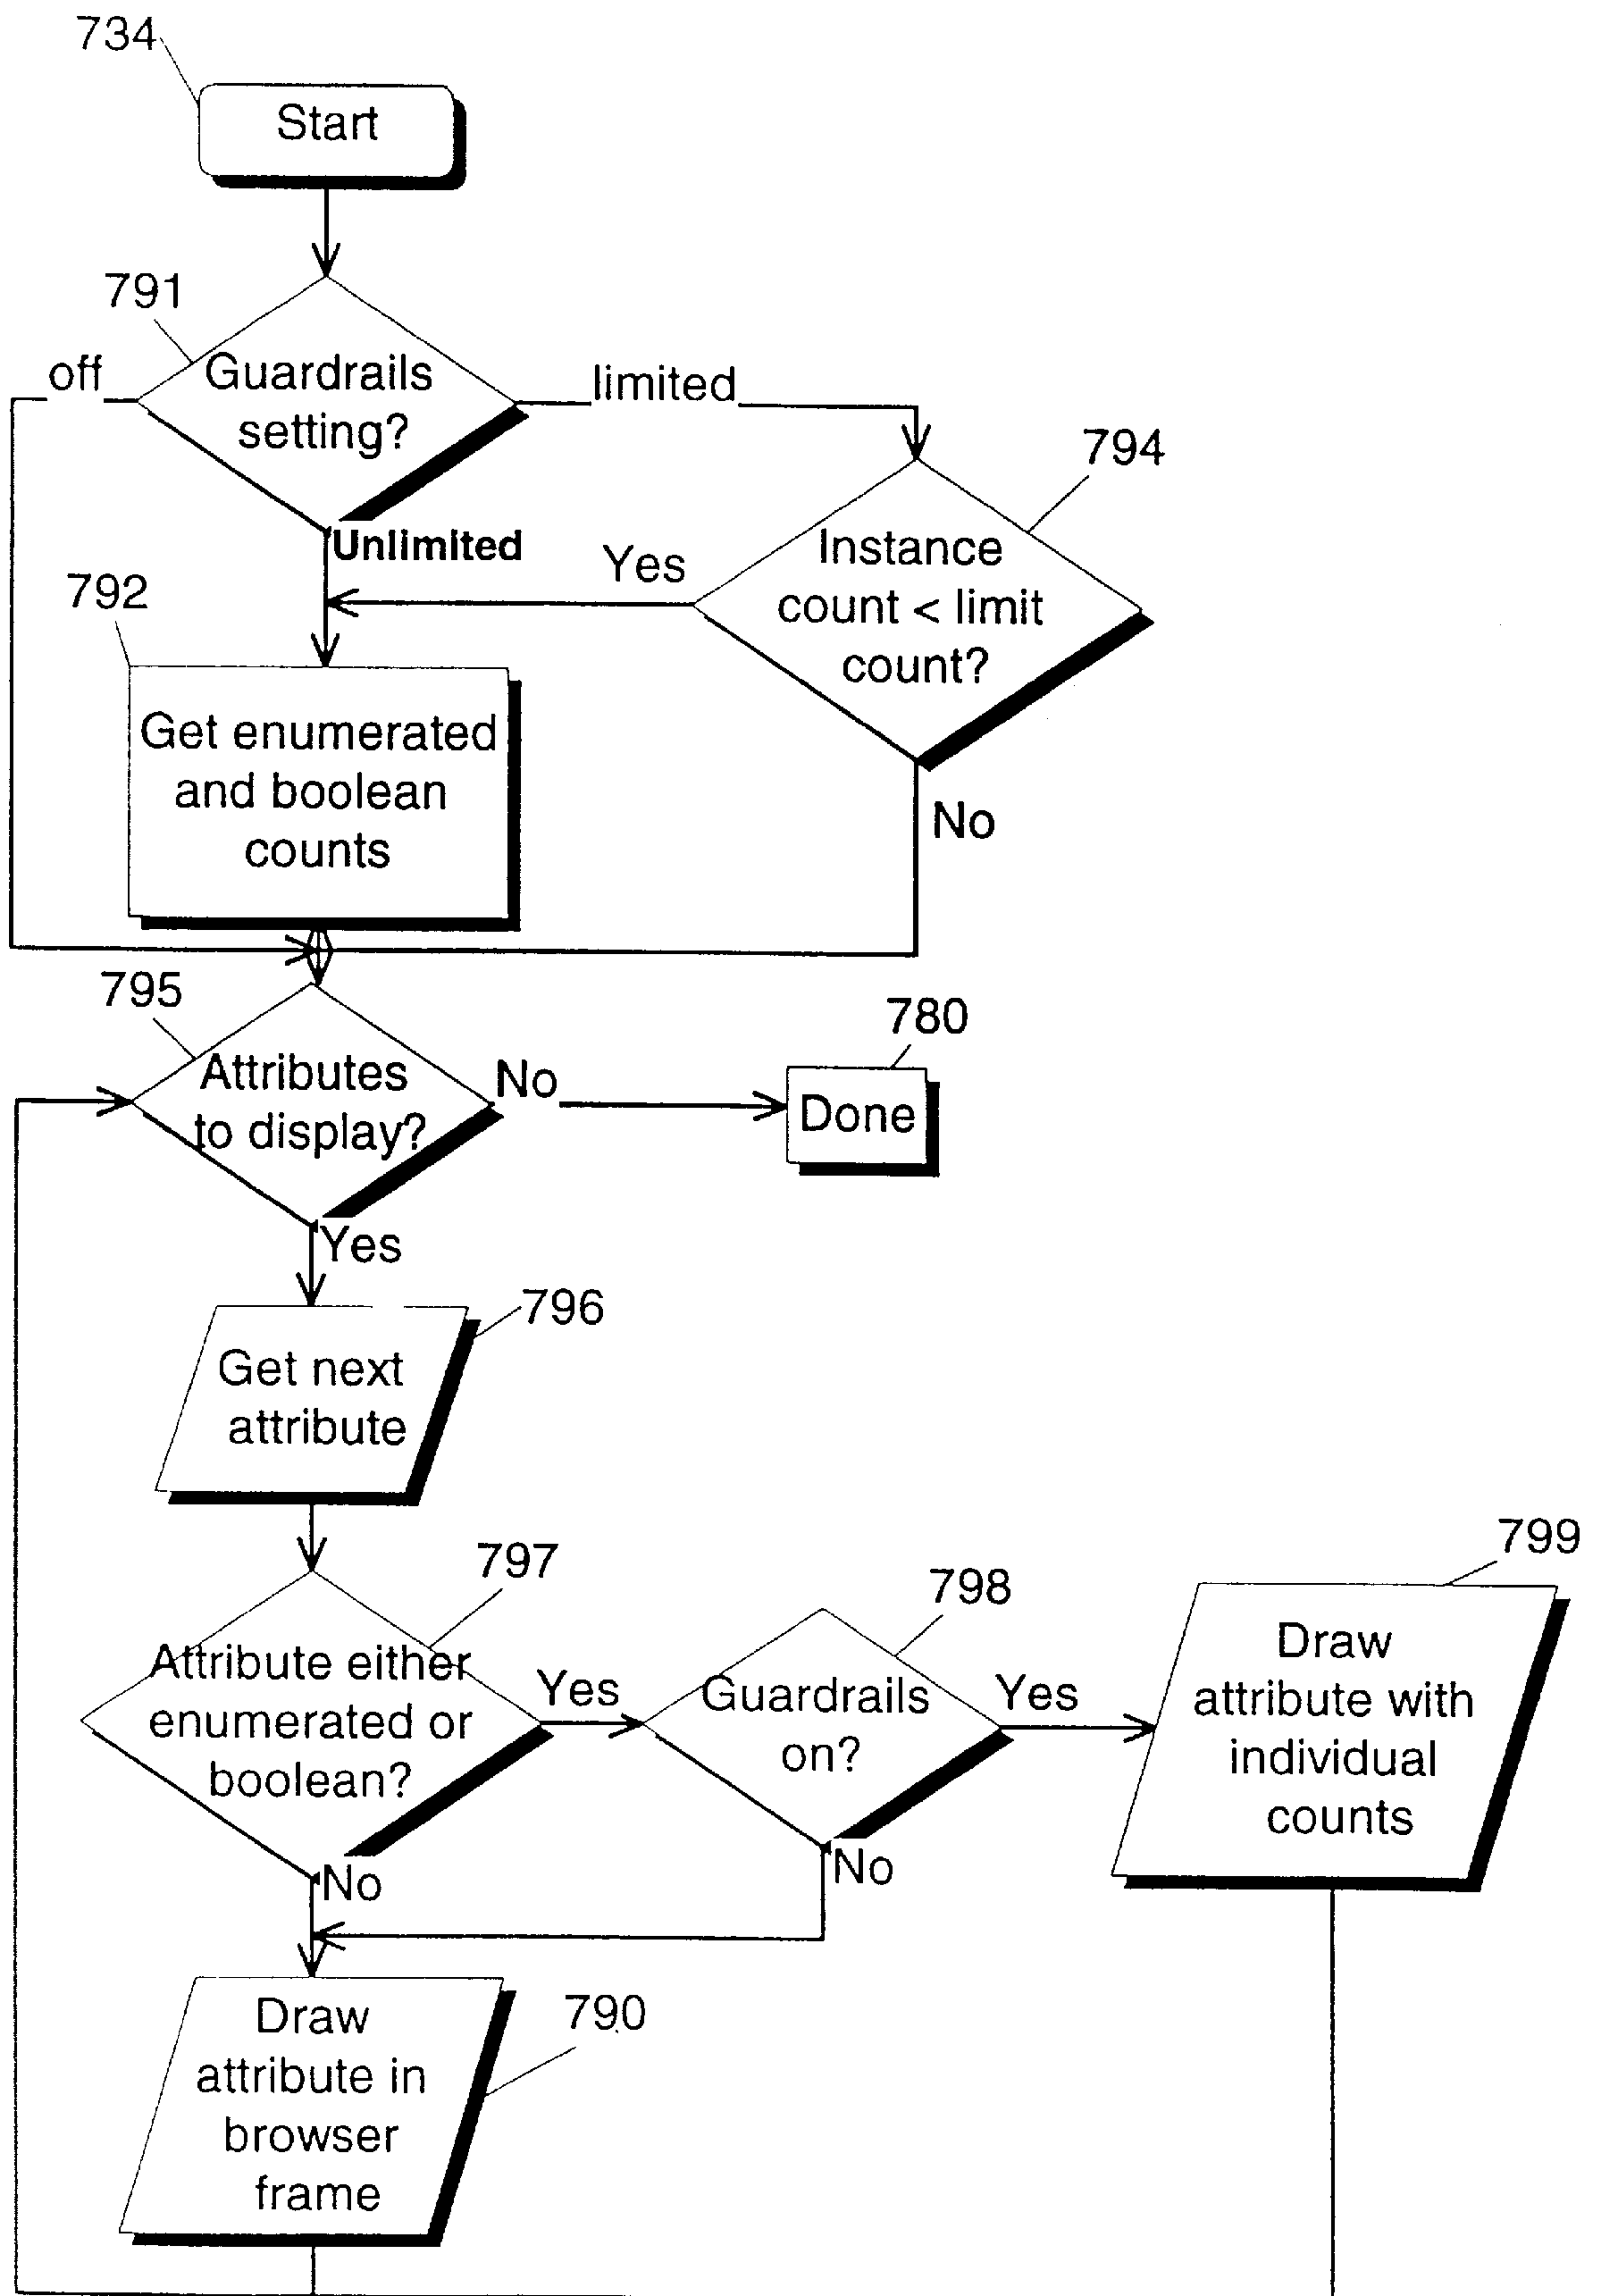 734
Start
791
off
Guardrails
setting?
limited
794
Unlimited
Yes
Instance
count < limit
count?
792
Get enumerated
and boolean
counts
No
795
Attributes
to display?
No
780
Done
Yes
796
Get next
attribute
797
Attribute either
enumerated or
boolean?
Yes
798
Guardrails
on?
Yes
799
Draw
attribute with
individual
counts
No
No
790
Draw
attribute in
browser
frame